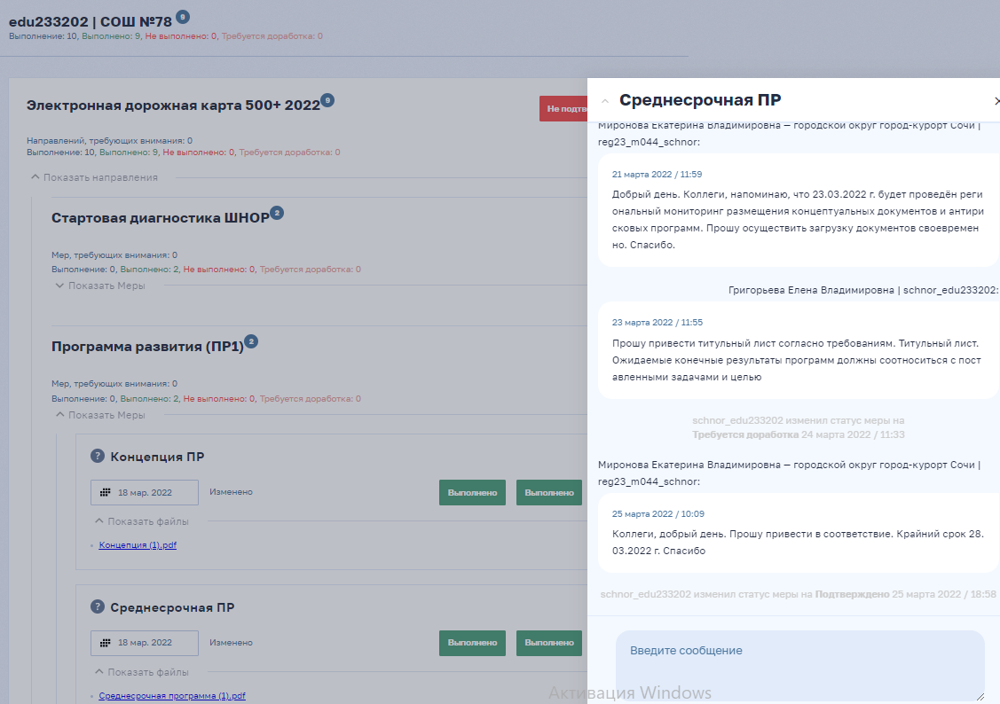 edu233202 | СОШ №78 9
Выполнение: 10, Выполнено: 9, Не выполнено: 0, Требуется доработка: 0
Электронная дорожная карта 500+ 2022 9
Не подтв
Направлений, требующих внимания: 0
Выполнение: 10, Выполнено: 9, Не выполнено: 0, Требуется доработка: 0
Показать направления
Стартовая диагностика ШНОР 2
Мер, требующих внимания: 0
Выполнение: 0, Выполнено: 2, Не выполнено: 0, Требуется доработка: 0
Показать Меры
Программа развития (ПР1) 2
Мер, требующих внимания: 0
Выполнение: 0, Выполнено: 2, Не выполнено: 0, Требуется доработка: 0
Показать Меры
? Концепция ПР
18 мар. 2022 Изменено Выполнено Выполнено
Показать файлы
Концепция (1).pdf
? Среднесрочная ПР
18 мар. 2022 Изменено Выполнено Выполнено
Показать файлы
Среднесрочная программа (1).pdf
Среднесрочная ПР
Миронова Екатерина Владимировна — городской округ город-курорт Сочи |
reg23_m044_schnor:
21 марта 2022 / 11:59
Добрый день. Коллеги, напоминаю, что 23.03.2022 г. будет проведён реги
ональный мониторинг размещения концептуальных документов и антири
сковых программ. Прошу осуществить загрузку документов своевремен
но. Спасибо.
Григорьева Елена Владимировна | schnor_edu233202:
23 марта 2022 / 11:55
Прошу привести титульный лист согласно требованиям. Титульный лист.
Ожидаемые конечные результаты программ должны соотноситься с пост
авленными задачами и целью
schnor_edu233202 изменил статус меры на
Требуется доработка 24 марта 2022 / 11:33
Миронова Екатерина Владимировна — городской округ город-курорт Сочи |
reg23_m044_schnor:
25 марта 2022 / 10:09
Коллеги, добрый день. Прошу привести в соответствие. Крайний срок 28.
03.2022 г. Спасибо
schnor_edu233202 изменил статус меры на Подтверждено 25 марта 2022 / 18:58
Введите сообщение
Активация Windows